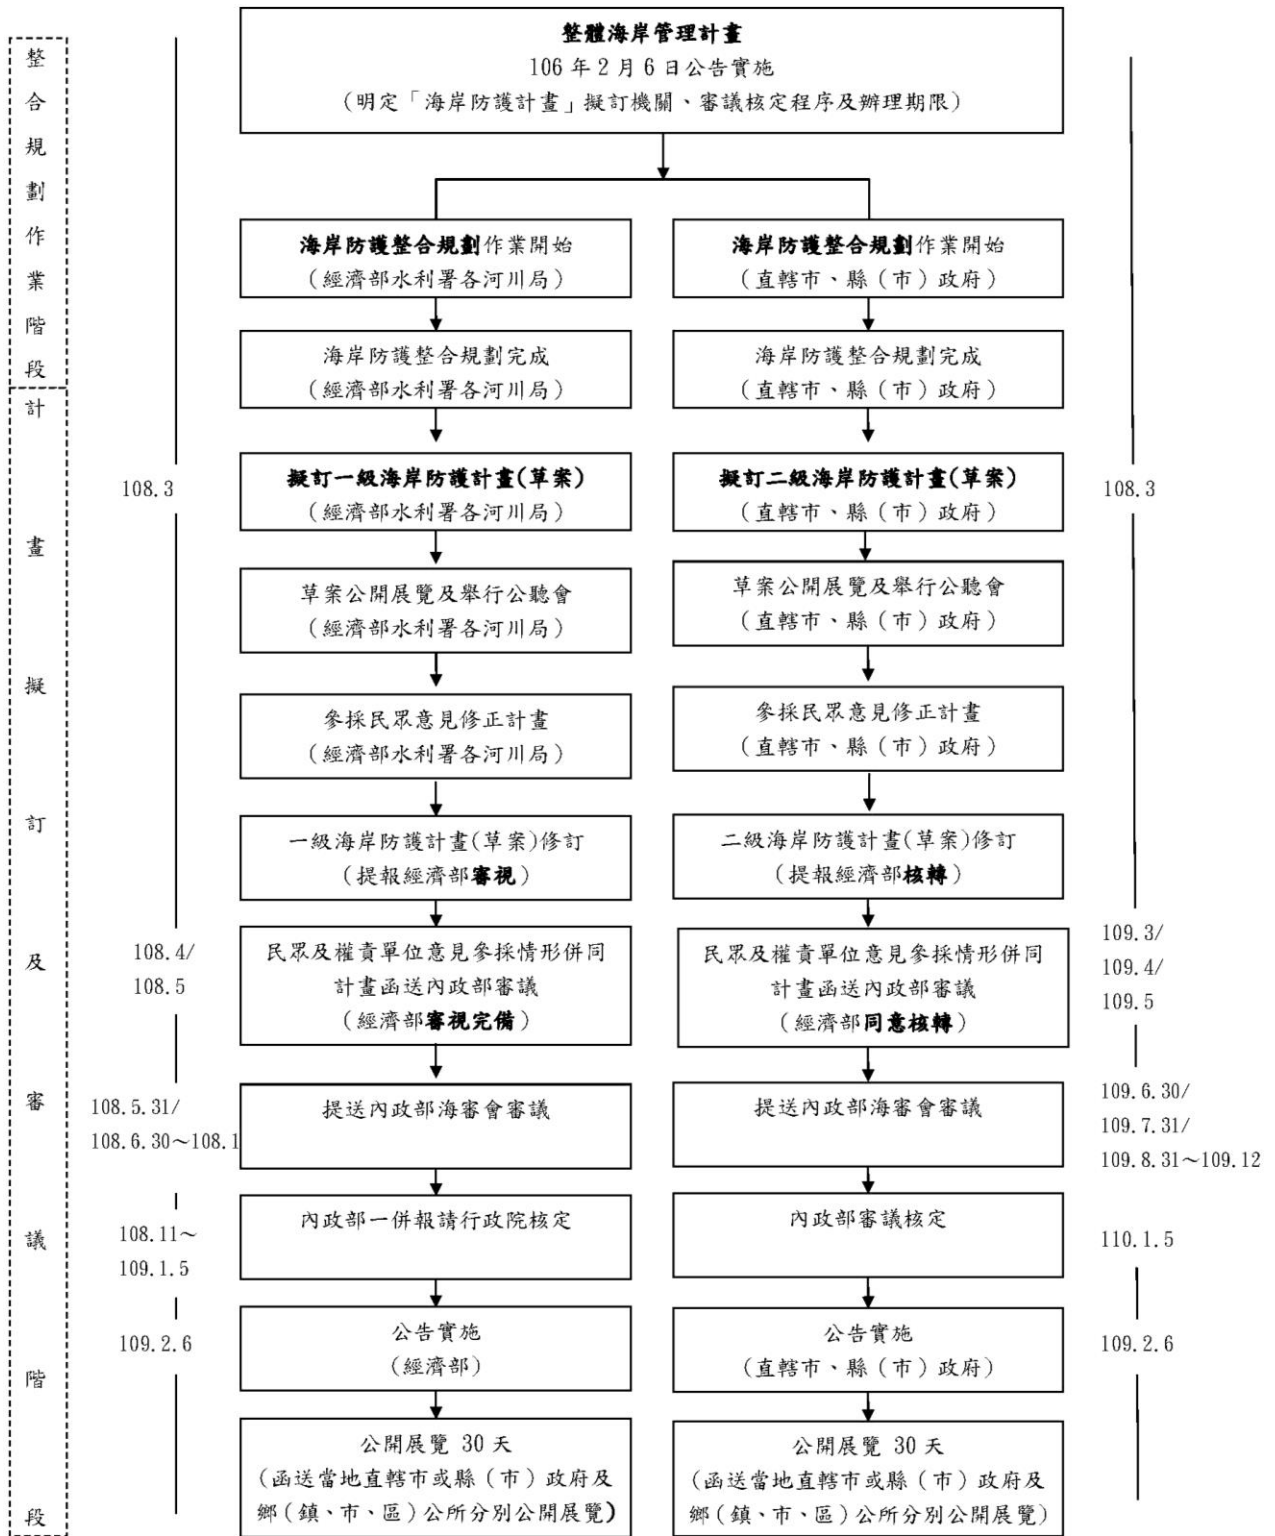 整合規劃作業階段
計畫擬訂及審議階段
整體海岸管理計畫
106 年 2 月 6 日公告實施
(明定「海岸防護計畫」擬訂機關、審議核定程序及辦理期限)
海岸防護整合規劃作業開始
(經濟部水利署各河川局)
海岸防護整合規劃完成
(經濟部水利署各河川局)
108.3
擬訂一級海岸防護計畫(草案)
(經濟部水利署各河川局)
草案公開展覽及舉行公聽會
(經濟部水利署各河川局)
參採民眾意見修正計畫
(經濟部水利署各河川局)
一級海岸防護計畫(草案)修訂
(提報經濟部審視)
108.4/
108.5
民眾及權責單位意見參採情形併同
計畫函送內政部審議
(經濟部審視完備)
108.5.31/
108.6.30～108.1
提送內政部海審會審議
108.11～
109.1.5
內政部一併報請行政院核定
109.2.6
公告實施
(經濟部)
公開展覽 30 天
(函送當地直轄市或縣(市)政府及
鄉(鎮、市、區)公所分別公開展覽)
海岸防護整合規劃作業開始
(直轄市、縣(市)政府)
海岸防護整合規劃完成
(直轄市、縣(市)政府)
擬訂二級海岸防護計畫(草案)
(直轄市、縣(市)政府)
108.3
草案公開展覽及舉行公聽會
(直轄市、縣(市)政府)
參採民眾意見修正計畫
(直轄市、縣(市)政府)
二級海岸防護計畫(草案)修訂
(提報經濟部核轉)
民眾及權責單位意見參採情形併同
計畫函送內政部審議
(經濟部同意核轉)
109.3/
109.4/
109.5
提送內政部海審會審議
109.6.30/
109.7.31/
109.8.31～109.12
內政部審議核定
110.1.5
公告實施
(直轄市、縣(市)政府)
109.2.6
公開展覽 30 天
(函送當地直轄市或縣(市)政府及
鄉(鎮、市、區)公所分別公開展覽)